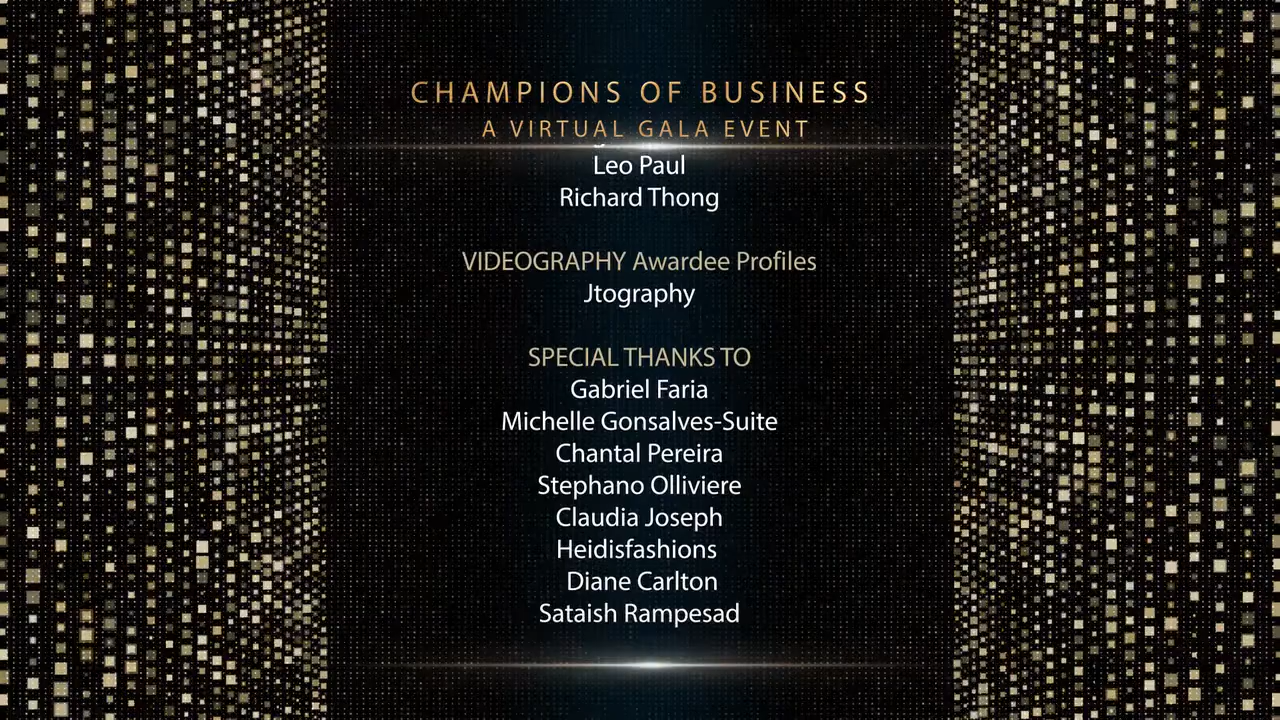 CHAMPIONS OF BUSINESS
A VIRTUAL GALA EVENT
Leo Paul
Richard Thong
VIDEOGRAPHY Awardee Profiles
Jtography
SPECIAL THANKS TO
Gabriel Faria
Michelle Gonsalves-Suite
Chantal Pereira
Stephano Olliviere
Claudia Joseph
Heidisfashions
Diane Carlton
Sataish Rampesad